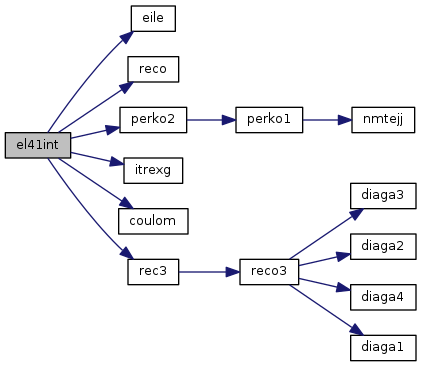 eile
reco
perko2
perko1
nmtejj
el41int
itrexg
coulom
rec3
reco3
diaga3
diaga2
diaga4
diaga1